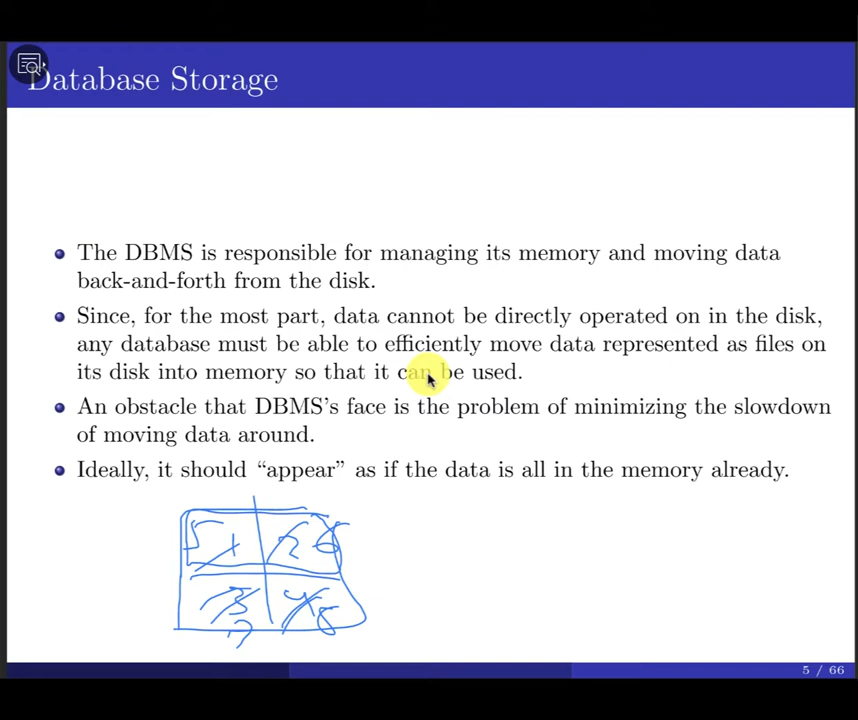 Database Storage
The DBMS is responsible for managing its memory and moving data
back-and-forth from the disk.
Since, for the most part, data cannot be directly operated on in the disk,
any database must be able to efficiently move data represented as files on
its disk into memory so that it can be used.
An obstacle that DBMS's face is the problem of minimizing the slowdown
of moving data around.
Ideally, it should “appear” as if the data is all in the memory already.
5 1 2 6
3 4 8
7
5 / 66